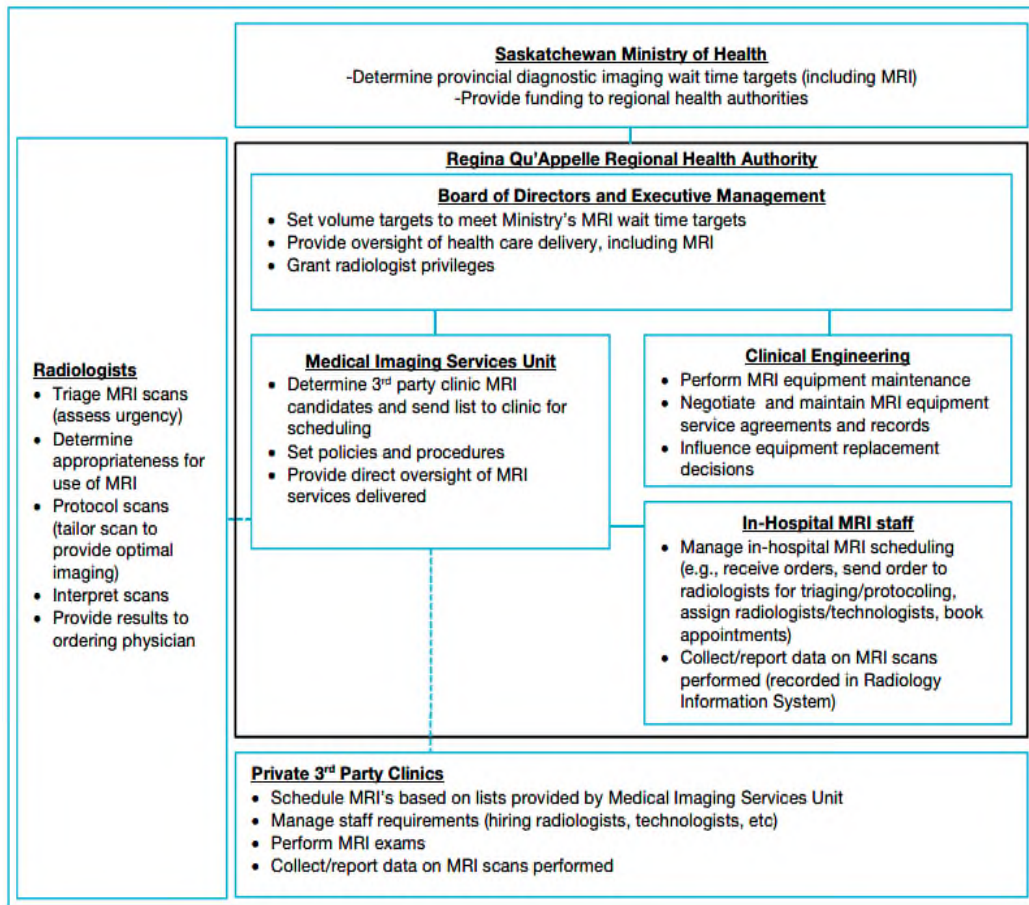 Saskatchewan Ministry of Health
-Determine provincial diagnostic imaging wait time targets (including MRI)
-Provide funding to regional health authorities
Regina Qu'Appelle Regional Health Authority
Board of Directors and Executive Management
• Set volume targets to meet Ministry's MRI wait time targets
• Provide oversight of health care delivery, including MRI
• Grant radiologist privileges
Radiologists
• Triage MRI scans
(assess urgency)
• Determine
appropriateness for
use of MRI
• Protocol scans
(tailor scan to
provide optimal
imaging)
• Interpret scans
• Provide results to
ordering physician
Medical Imaging Services Unit
• Determine 3rd party clinic MRI
candidates and send list to clinic for
scheduling
• Set policies and procedures
• Provide direct oversight of MRI
services delivered
Clinical Engineering
• Perform MRI equipment maintenance
• Negotiate and maintain MRI equipment
service agreements and records
• Influence equipment replacement
decisions
In-Hospital MRI staff
• Manage in-hospital MRI scheduling
(e.g., receive orders, send order to
radiologists for triaging/protocoling,
assign radiologists/technologists, book
appointments)
• Collect/report data on MRI scans
performed (recorded in Radiology
Information System)
Private 3rd Party Clinics
• Schedule MRI's based on lists provided by Medical Imaging Services Unit
• Manage staff requirements (hiring radiologists, technologists, etc)
• Perform MRI exams
• Collect/report data on MRI scans performed